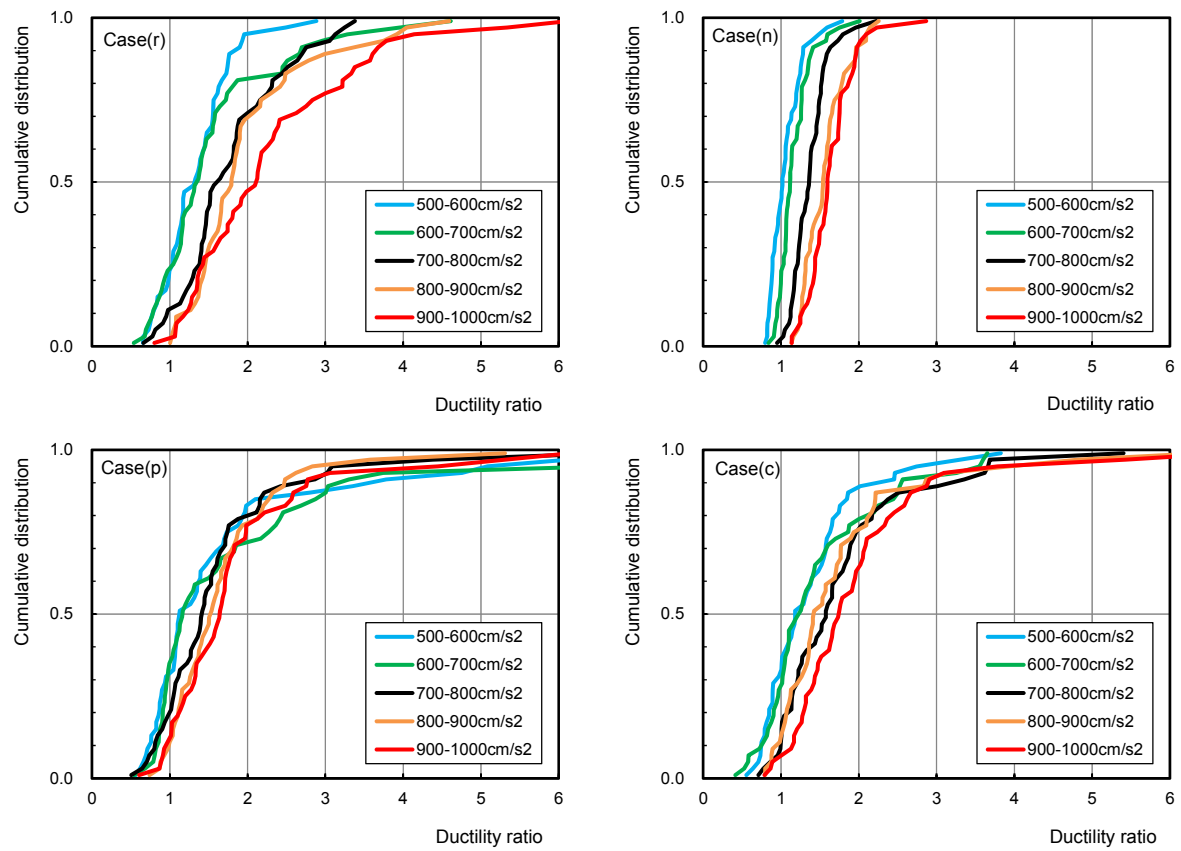 1.0
Case(r)
Cumulative distribution
0.5
500-600cm/s2
600-700cm/s2
700-800cm/s2
800-900cm/s2
900-1000cm/s2
0.0
0 1 2 3 4 5 6
Ductility ratio
1.0
Case(n)
Cumulative distribution
0.5
500-600cm/s2
600-700cm/s2
700-800cm/s2
800-900cm/s2
900-1000cm/s2
0.0
0 1 2 3 4 5 6
Ductility ratio
1.0
Case(p)
Cumulative distribution
0.5
500-600cm/s2
600-700cm/s2
700-800cm/s2
800-900cm/s2
900-1000cm/s2
0.0
0 1 2 3 4 5 6
Ductility ratio
1.0
Case(c)
Cumulative distribution
0.5
500-600cm/s2
600-700cm/s2
700-800cm/s2
800-900cm/s2
900-1000cm/s2
0.0
0 1 2 3 4 5 6
Ductility ratio